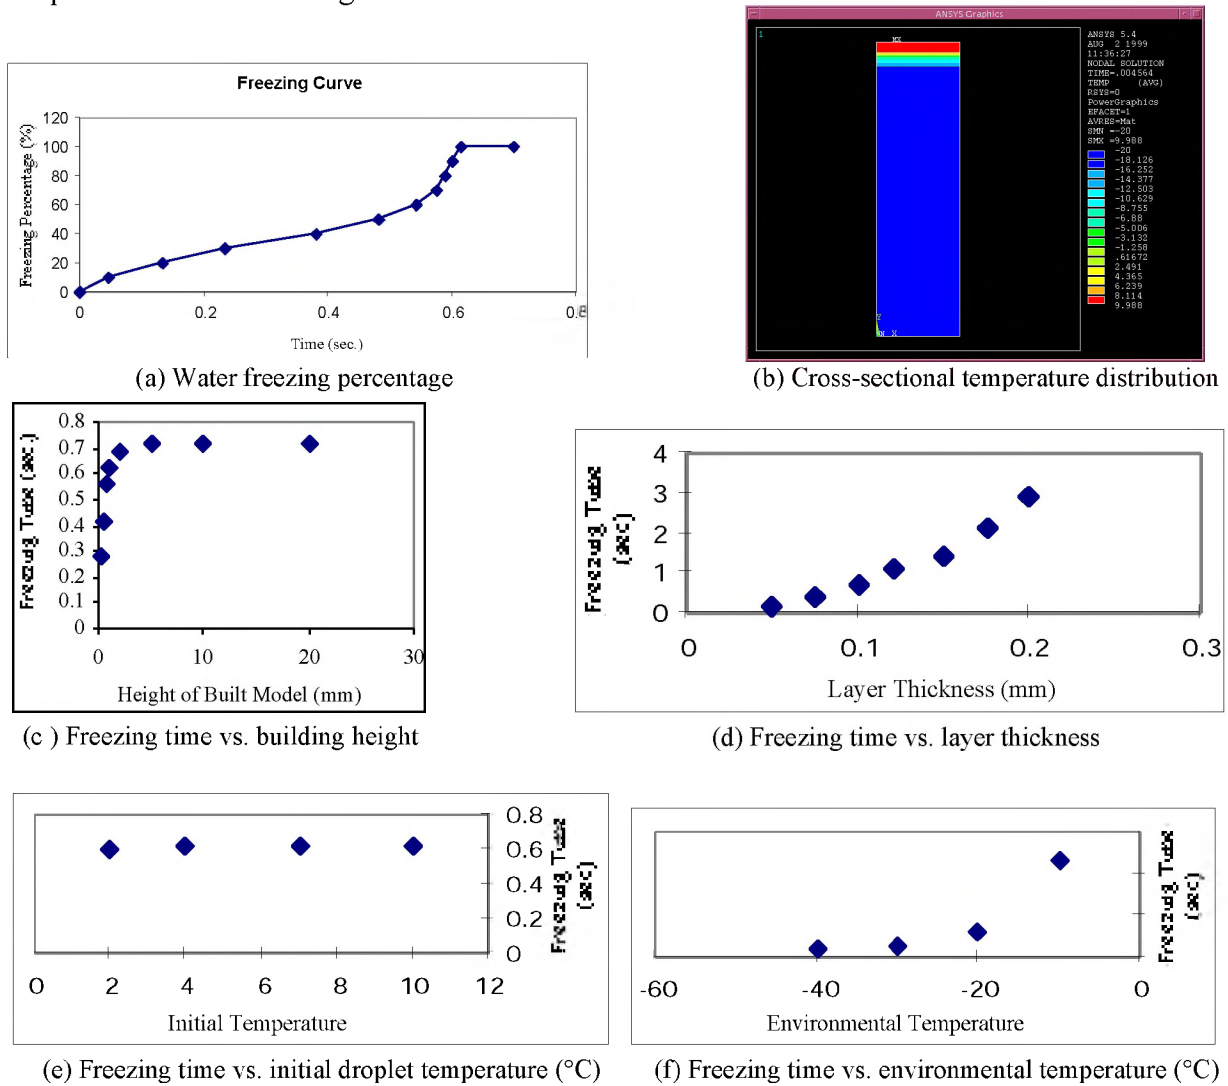 ANSYS Graphics
1
ANSYS 5.4
AUG 2 1999
11:36:27
NODAL SOLUTION
TIME=.004564
TEMP (AVG)
RSYS=0
PowerGraphics
EFACET=1
AVRES=Mat
SMN =-20
SMX =9.988
-20
-18.126
-16.252
-14.377
-12.503
-10.629
-8.755
-6.88
-5.006
-3.132
-1.258
.61672
2.491
4.365
6.239
8.114
9.988
MX
Y
X
Freezing Curve
Freezing Percentage (%)
120
100
80
60
40
20
0
0 0.2 0.4 0.6 0.8
Time (sec.)
(a) Water freezing percentage
(b) Cross-sectional temperature distribution
0.8
0.7
0.6
0.5
0.4
0.3
0.2
0.1
0
0 10 20 30
Height of Built Model (mm)
(c ) Freezing time vs. building height
4
3
2
1
0
0 0.1 0.2 0.3
Layer Thickness (mm)
(d) Freezing time vs. layer thickness
0.8
0.6
0.4
0.2
0
0 2 4 6 8 10 12
Initial Temperature
(e) Freezing time vs. initial droplet temperature (°C)
-60 -40 -20 0
Environmental Temperature
(f) Freezing time vs. environmental temperature (°C)